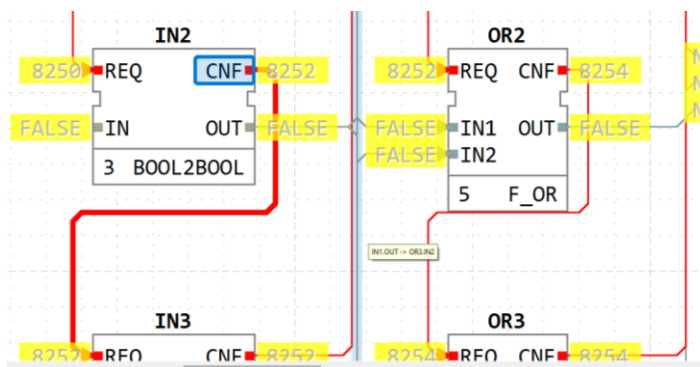 IN2
8250 REQ CNF 8252
FALSE IN OUT FALSE
3 BOOL2BOOL
OR2
8252 REQ CNF 8254
FALSE IN1 OUT FALSE
FALSE IN2
5 F_OR
IN1.OUT -> OR3.IN2
IN3
8252 REQ CNF 8252
OR3
8254 REQ CNF 8254